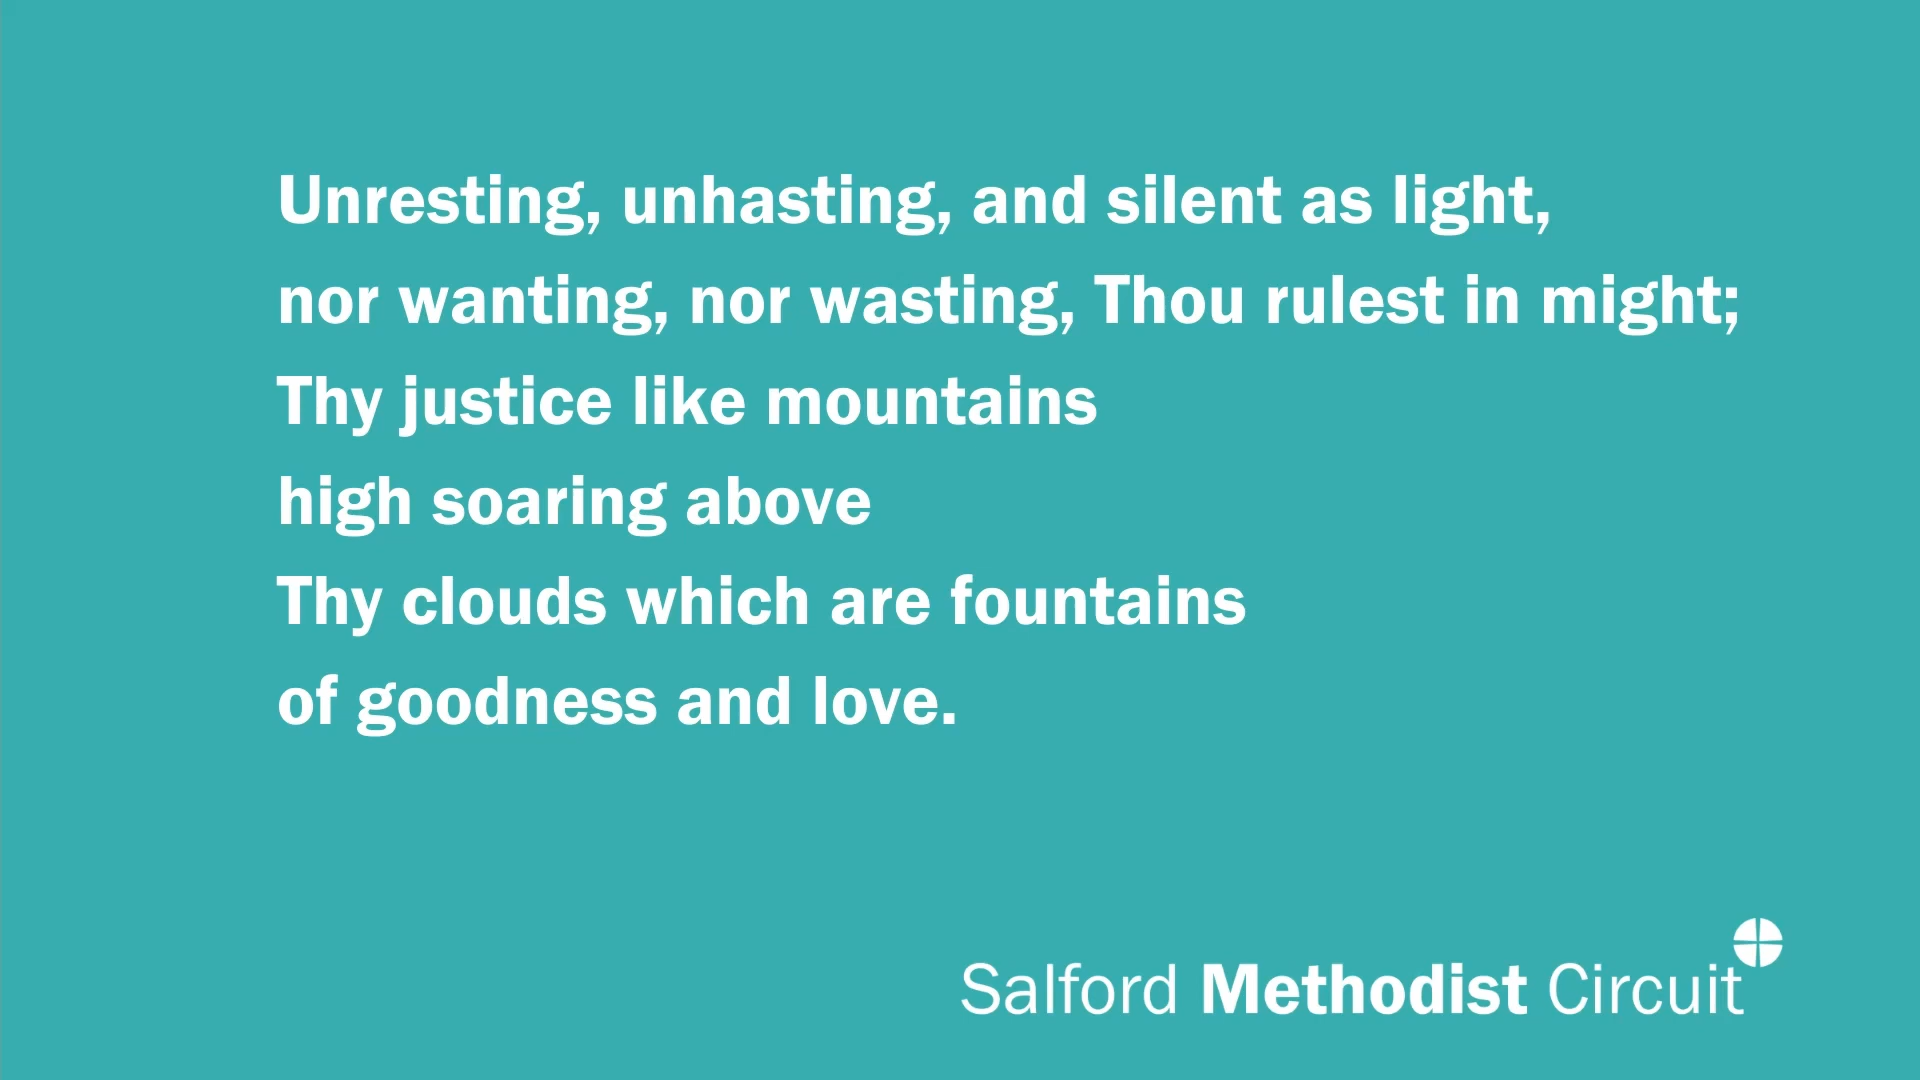 Unresting, unhasting, and silent as light,
nor wanting, nor wasting, Thou rulest in might;
Thy justice like mountains
high soaring above
Thy clouds which are fountains
of goodness and love.
Salford Methodist Circuit